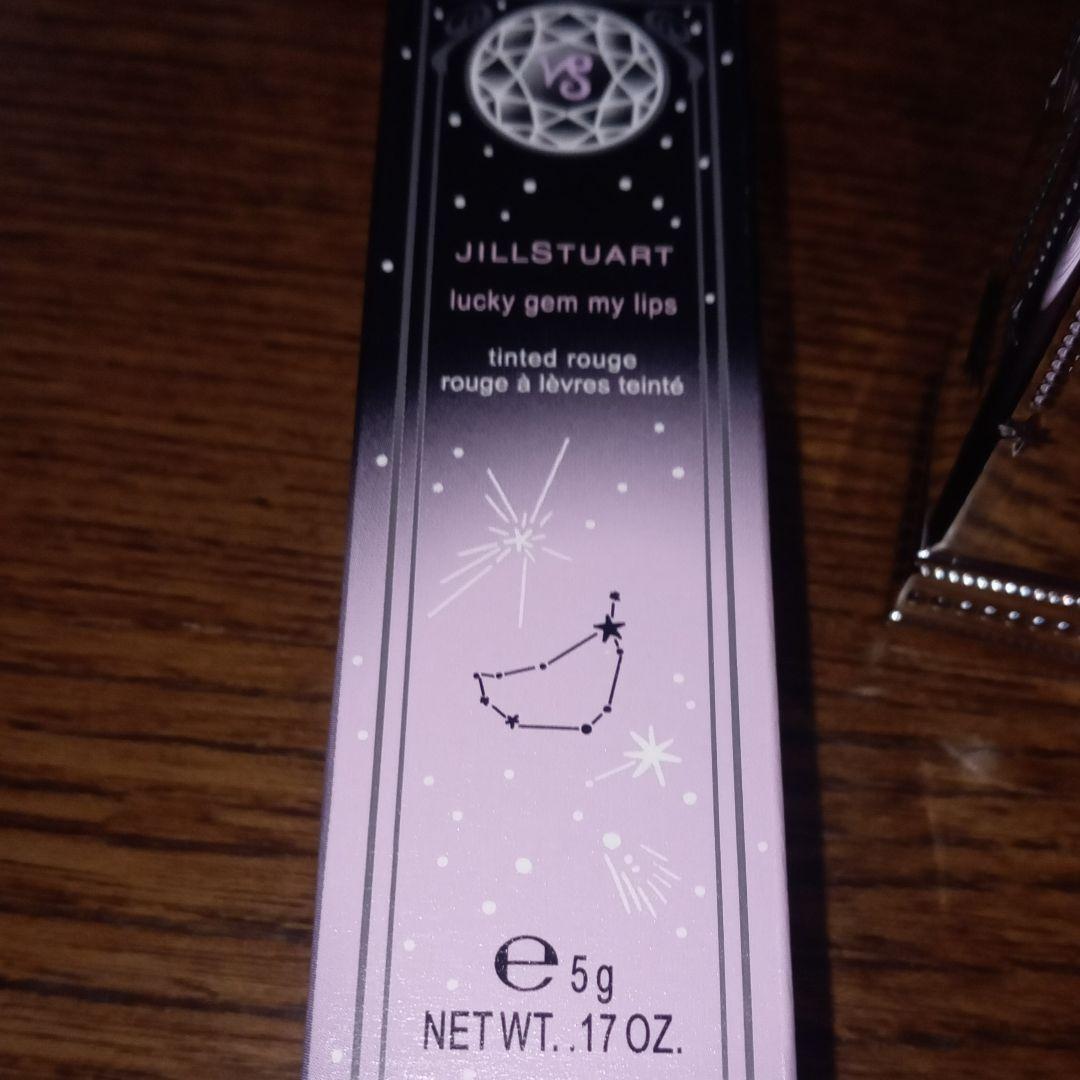 JILLSTUART
lucky gem my lips
tinted rouge
rouge à lèvres teinté
e 5g
NET WT. .17 OZ.